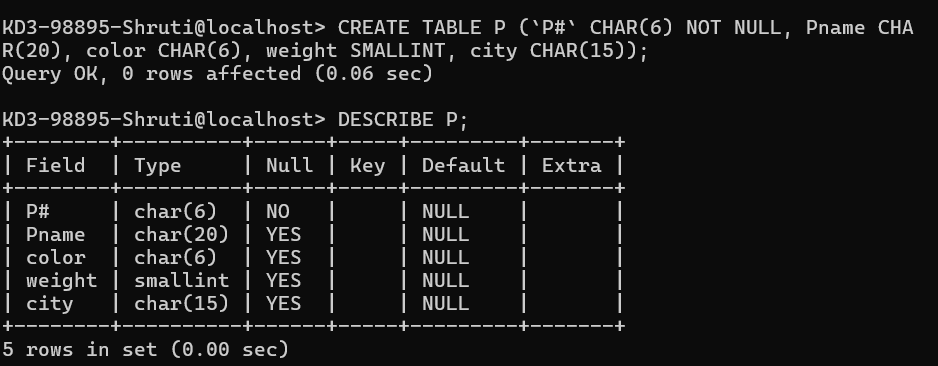 KD3-98895-Shruti@localhost> CREATE TABLE P (`P#` CHAR(6) NOT NULL, Pname CHA
R(20), color CHAR(6), weight SMALLINT, city CHAR(15));
Query OK, 0 rows affected (0.06 sec)

KD3-98895-Shruti@localhost> DESCRIBE P;
+--------+----------+------+-----+---------+-------+
| Field  | Type     | Null | Key | Default | Extra |
+--------+----------+------+-----+---------+-------+
| P#     | char(6)  | NO   |     | NULL    |       |
| Pname  | char(20) | YES  |     | NULL    |       |
| color  | char(6)  | YES  |     | NULL    |       |
| weight | smallint | YES  |     | NULL    |       |
| city   | char(15) | YES  |     | NULL    |       |
+--------+----------+------+-----+---------+-------+
5 rows in set (0.00 sec)